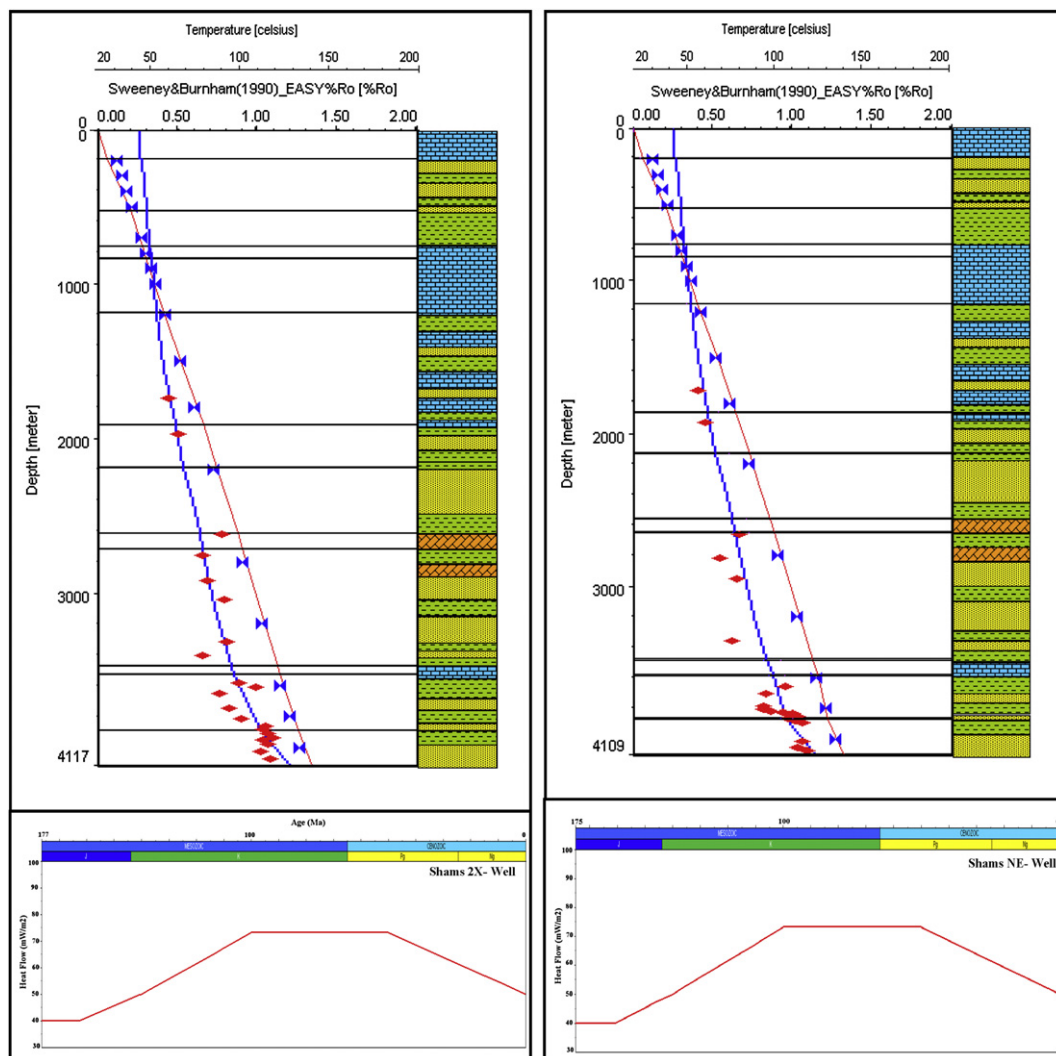 Temperature [celsius]
20 50 100 150 200
Sweeney&Burnham(1990)_EASY%Ro [%Ro]
0.00 0.50 1.00 1.50 2.00
0
0
1000
2000
3000
4117
Depth [meter]
Temperature [celsius]
20 50 100 150 200
Sweeney&Burnham(1990)_EASY%Ro [%Ro]
0.00 0.50 1.00 1.50 2.00
0
0
1000
2000
3000
4109
Depth [meter]
Age (Ma)
177 100 0
MESOZOIC CENOZOIC
J K Pg Ng
Shams 2X- Well
Heat Flow (mW/m2)
100
90
80
70
60
50
40
30
175 100
MESOZOIC CENOZOIC
J K Pg Ng
Shams NE- Well
Heat Flow (mW/m2)
100
90
80
70
60
50
40
30